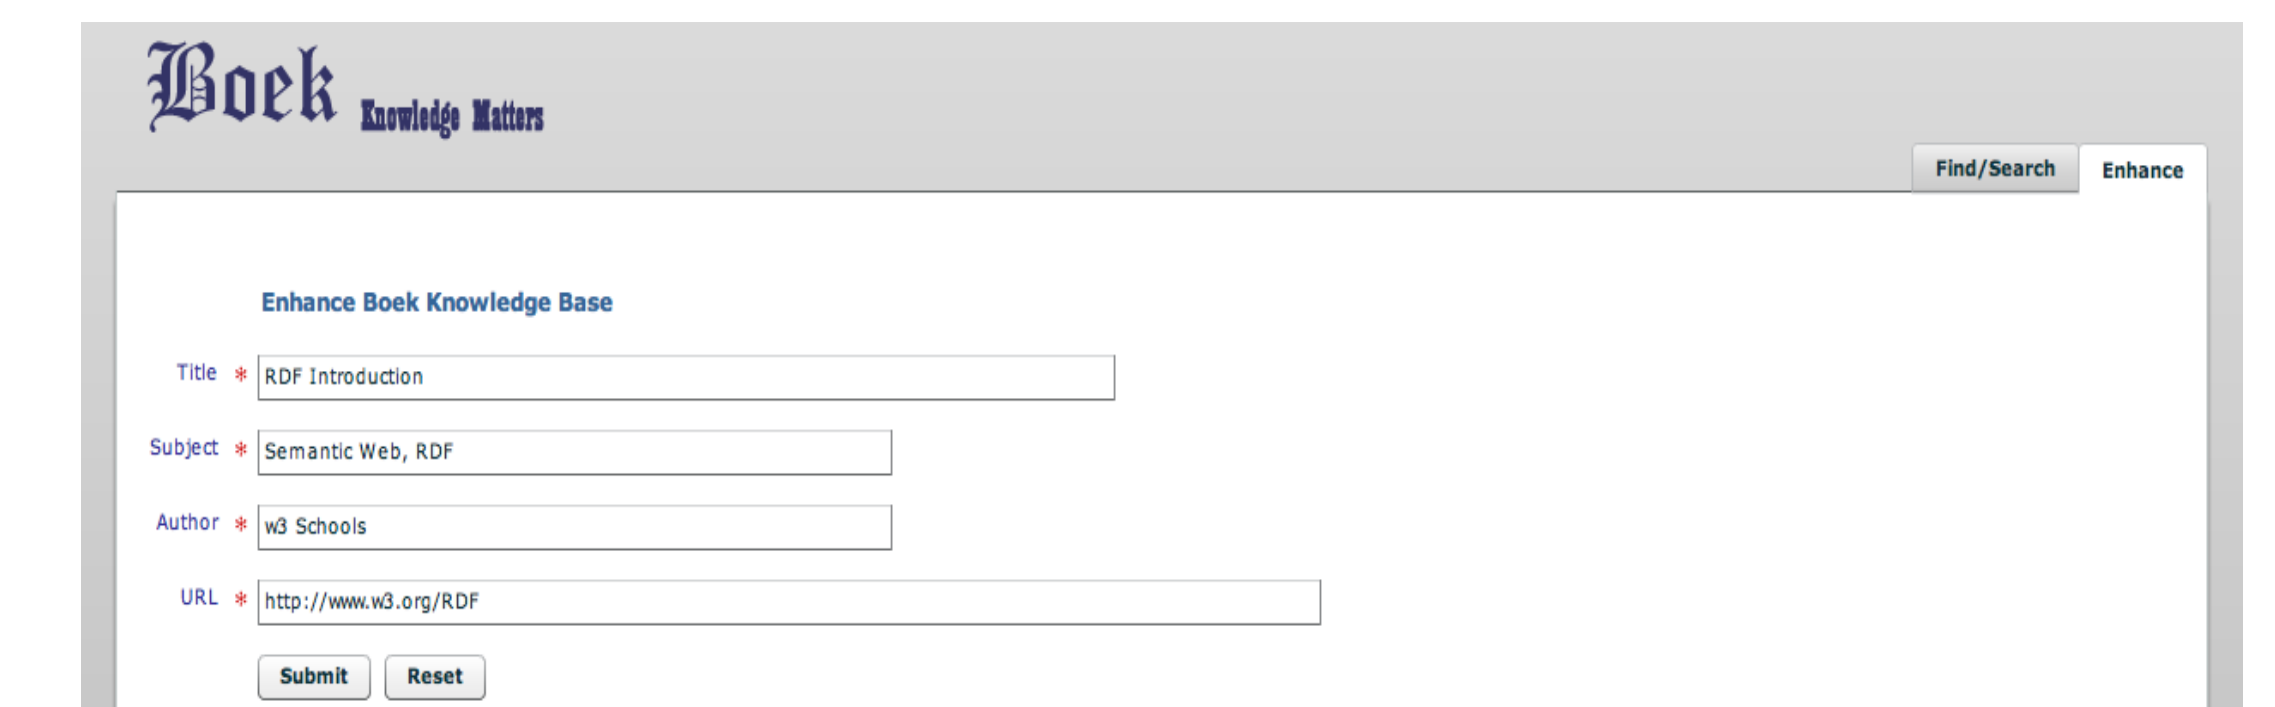 Boek Knowledge Matters
Find/Search Enhance
Enhance Boek Knowledge Base
Title * RDF Introduction
Subject * Semantic Web, RDF
Author * w3 Schools
URL * http://www.w3.org/RDF
Submit Reset